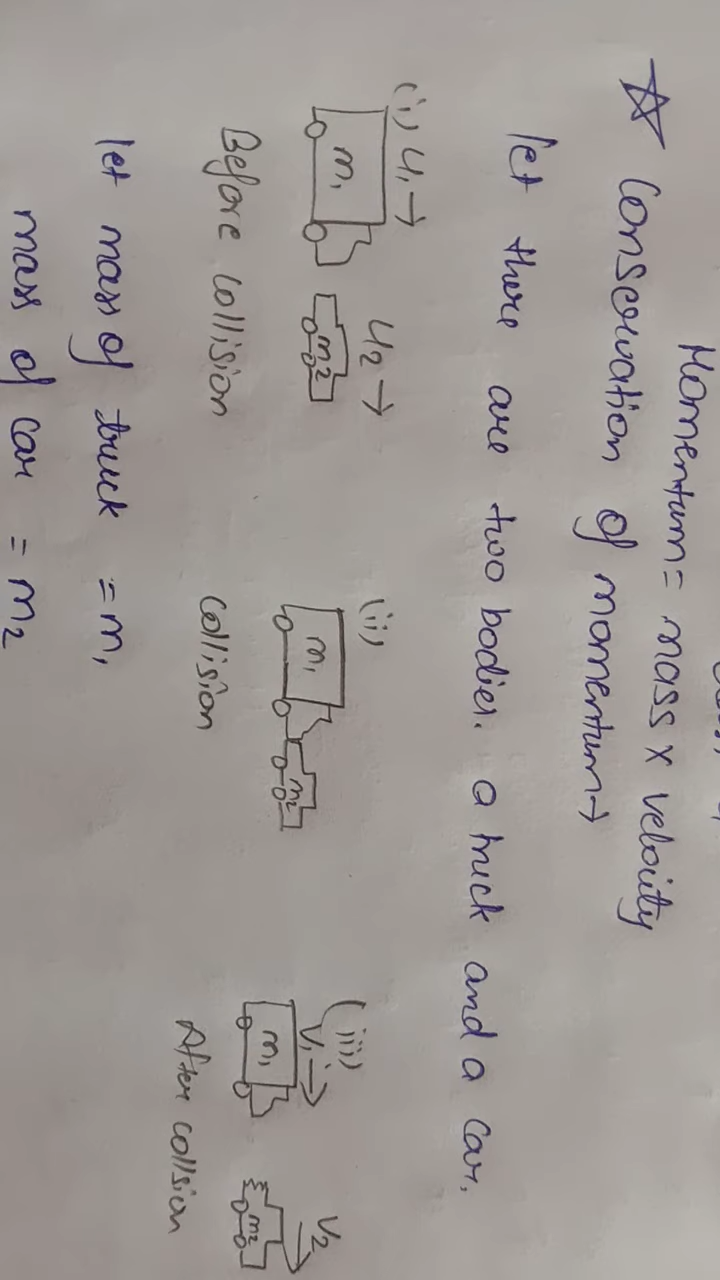 Momentum = mass x velocity
☆ Conservation of momentum→
let there are two bodies. a truck and a car.
(i) (ii) (iii)
u₁→ u₂→ V₁→ V₂
m₁ m₂ m₁ m₂ m₁ m₂
Before collision collision After collision
let mass of truck = m₁
mass of car = m₂